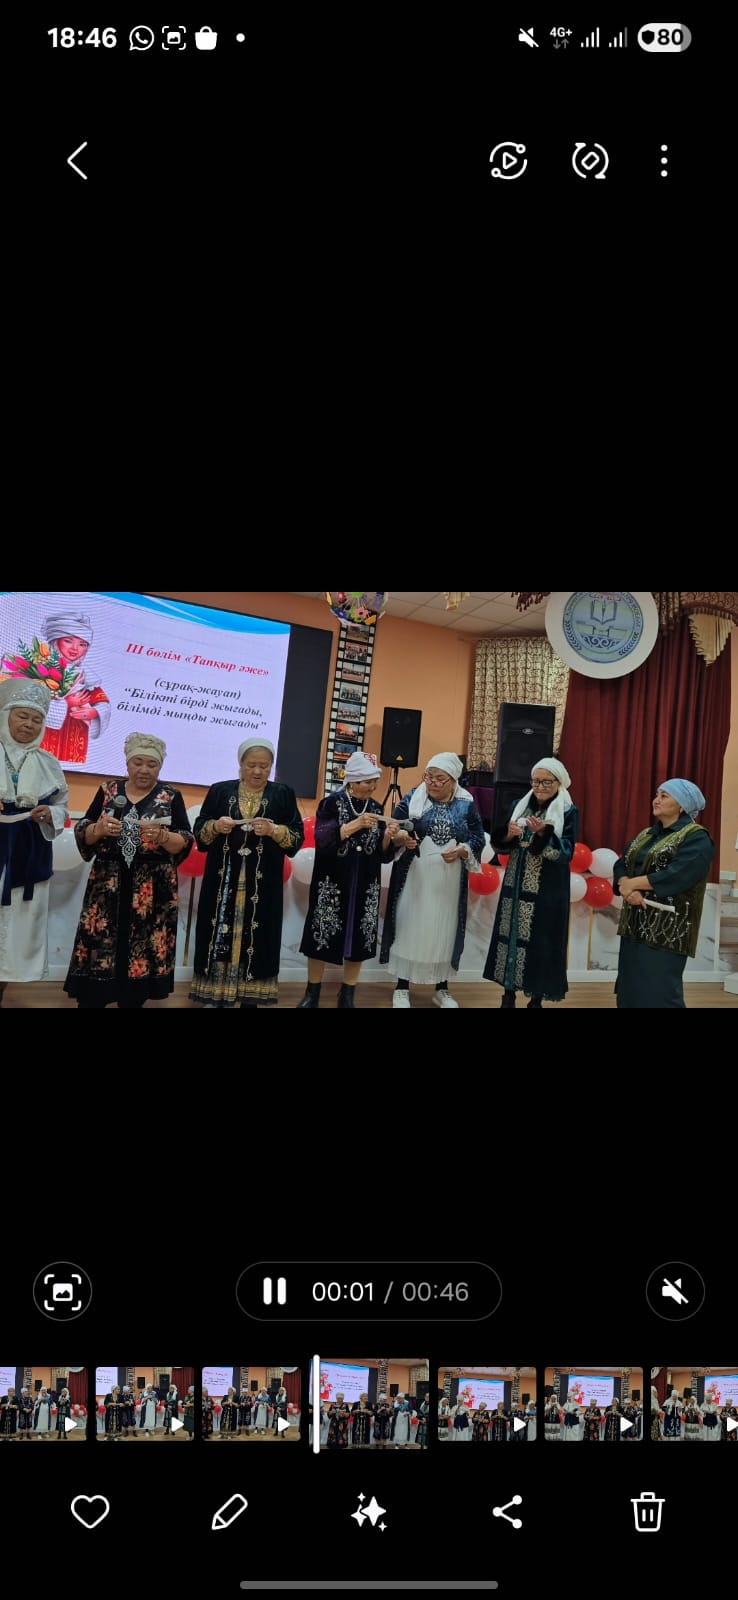 18:46
4G+
80
III бөлім «Тапқыр әже»
(сұрақ-жауап)
“Білікті бірді жығады,
білімді мыңды жығады”
00:01 / 00:46